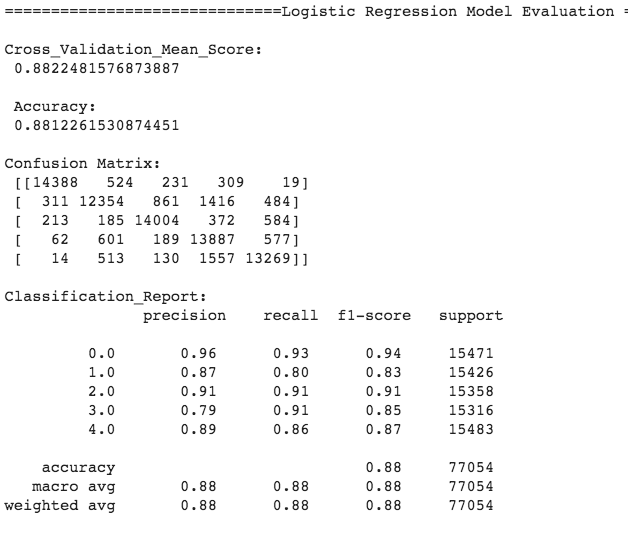 ==============================Logistic Regression Model Evaluation =
Cross_Validation_Mean_Score:
 0.8822481576873887
 Accuracy:
 0.8812261530874451
Confusion Matrix:
 [[14388   524   231   309    19]
 [  311 12354   861  1416   484]
 [  213   185 14004   372   584]
 [   62   601   189 13887   577]
 [   14   513   130  1557 13269]]
Classification_Report:
              precision    recall  f1-score   support
         0.0       0.96      0.93      0.94     15471
         1.0       0.87      0.80      0.83     15426
         2.0       0.91      0.91      0.91     15358
         3.0       0.79      0.91      0.85     15316
         4.0       0.89      0.86      0.87     15483
    accuracy                           0.88     77054
   macro avg       0.88      0.88      0.88     77054
weighted avg       0.88      0.88      0.88     77054